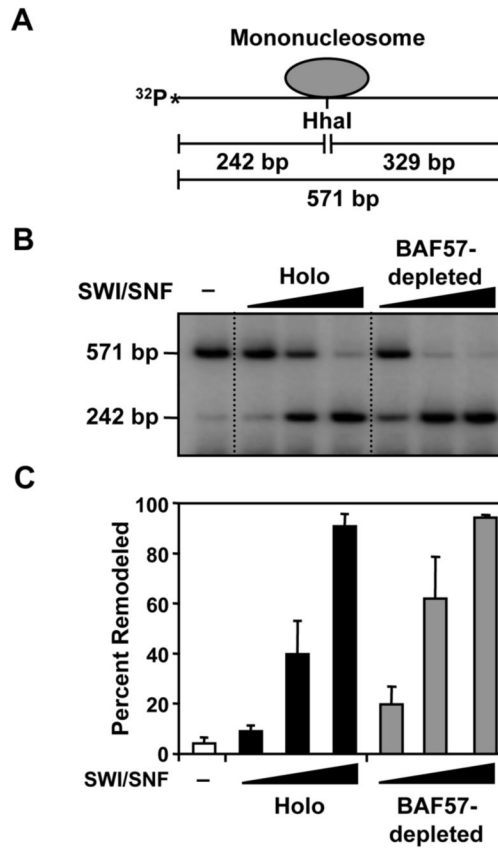 A
Mononucleosome
³²P*
HhaI
242 bp 329 bp
571 bp
B
BAF57-
Holo depleted
SWI/SNF –
571 bp
242 bp
C
100
80
60
40
20
0
Percent Remodeled
SWI/SNF –
Holo BAF57-
depleted